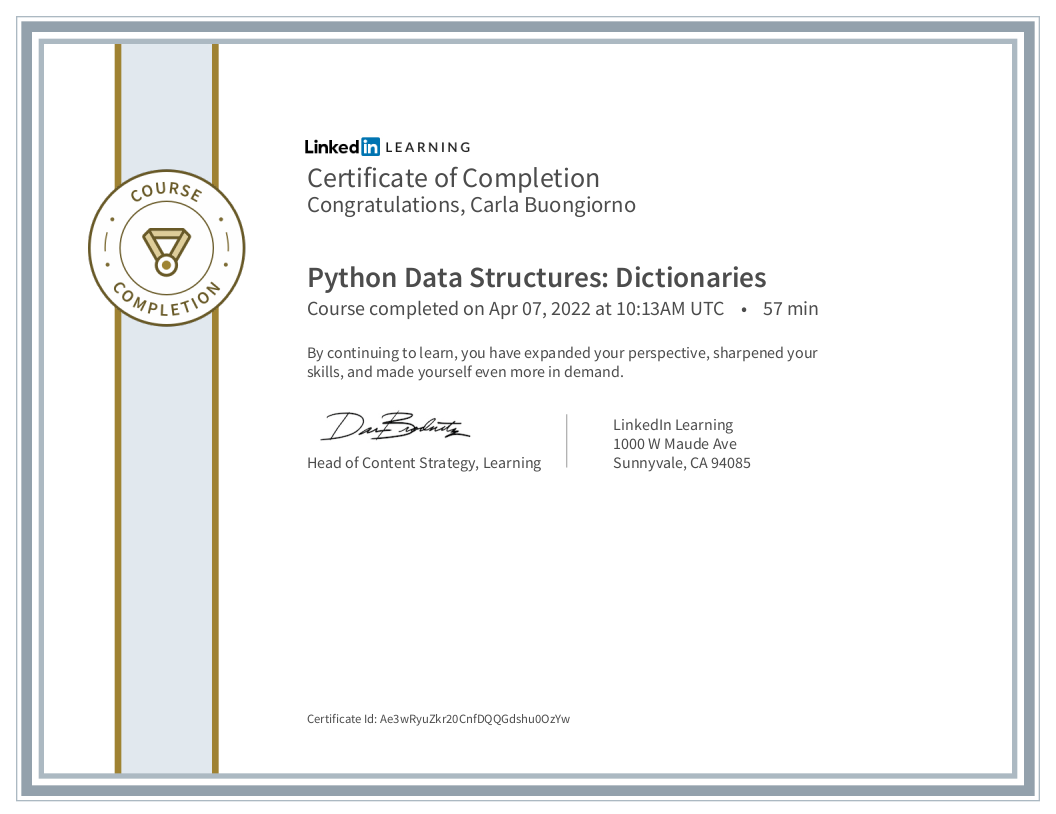 COURSE
COMPLETION
Linkedin LEARNING
Certificate of Completion
Congratulations, Carla Buongiorno
Python Data Structures: Dictionaries
Course completed on Apr 07, 2022 at 10:13AM UTC • 57 min
By continuing to learn, you have expanded your perspective, sharpened your
skills, and made yourself even more in demand.
Head of Content Strategy, Learning
LinkedIn Learning
1000 W Maude Ave
Sunnyvale, CA 94085
Certificate Id: Ae3wRyuZkr20CnfDQQGdshu0OzYw